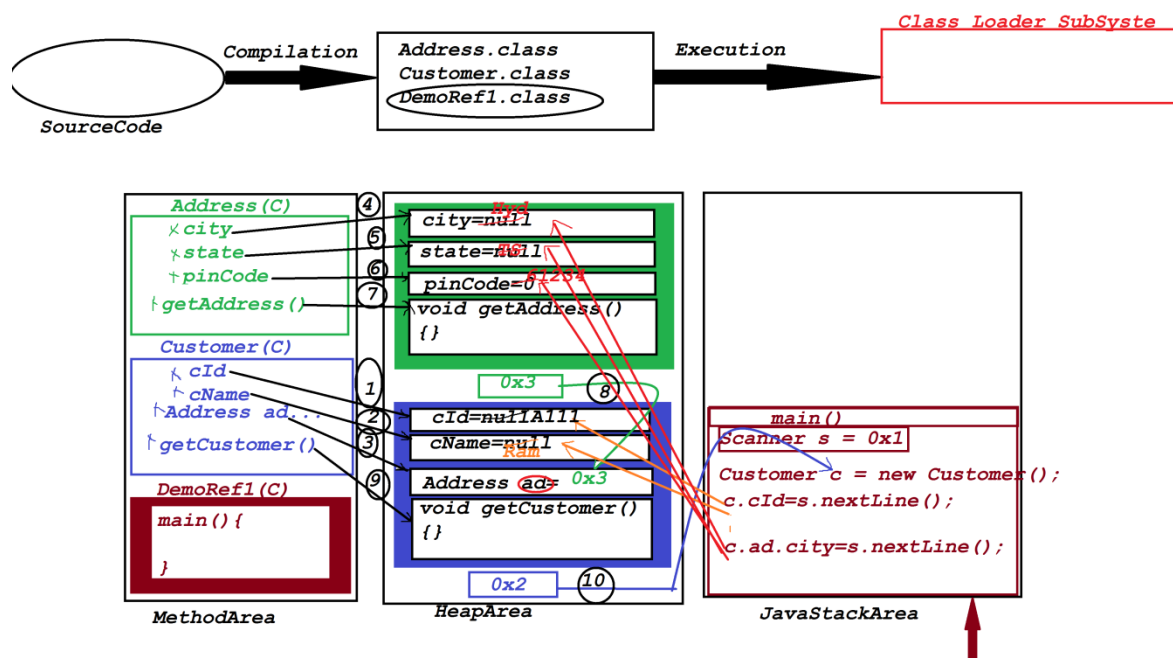 Class Loader SubSyste
Compilation
Address.class
Customer.class
DemoRef1.class
Execution
SourceCode
Address(C)
city
state
pinCode
getAddress()
Customer(C)
cId
cName
Address ad...
getCustomer()
DemoRef1(C)
main(){
}
MethodArea
4
5
6
7
1
2
3
9
Hyd
city=null
TS
state=null
61234
pinCode=0
void getAddress()
{}
0x3
8
cId=nullA111
cName=null
Ram
Address ad=
0x3
void getCustomer()
{}
0x2
10
HeapArea
main()
Scanner s = 0x1
Customer c = new Customer();
c.cId=s.nextLine();
c.ad.city=s.nextLine();
JavaStackArea